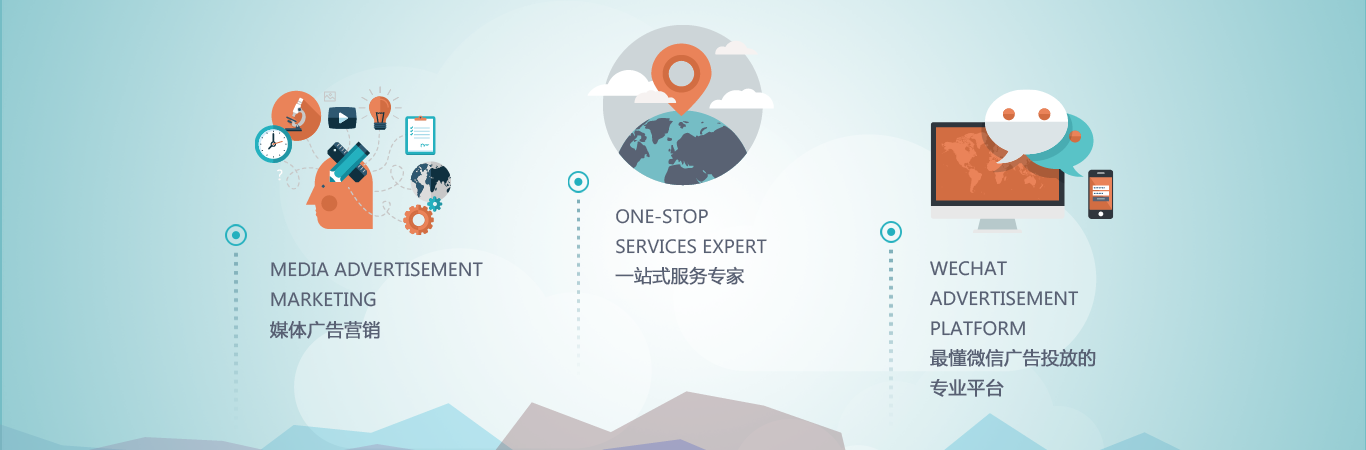 MEDIA ADVERTISEMENT
MARKETING
媒体广告营销
ONE-STOP
SERVICES EXPERT
一站式服务专家
WECHAT
ADVERTISEMENT
PLATFORM
最懂微信广告投放的
专业平台